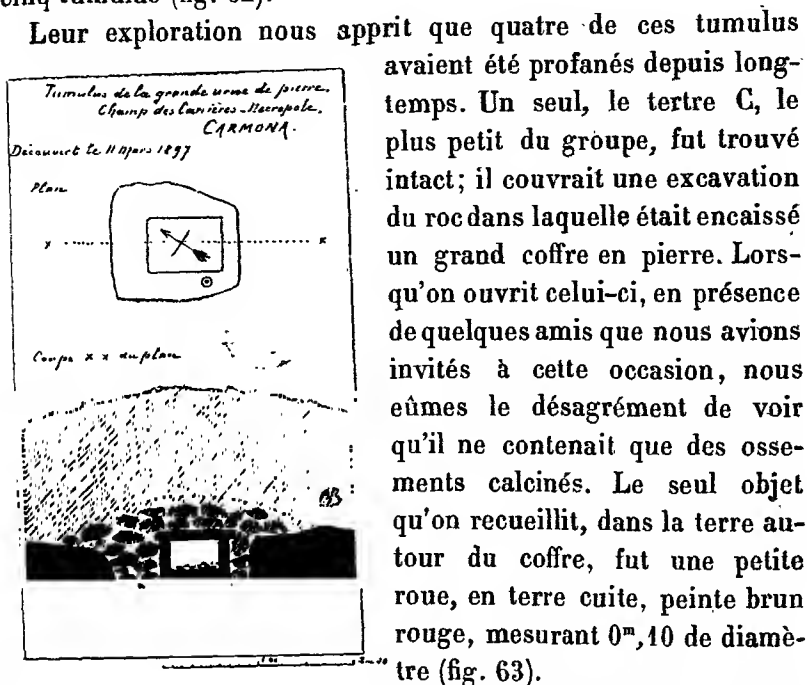 cinq tumulus (fig. 62).
Leur exploration nous apprit que quatre de ces tumulus
avaient été profanés depuis long-
temps. Un seul, le tertre C, le
plus petit du groupe, fut trouvé
intact; il couvrait une excavation
du roc dans laquelle était encaissé
un grand coffre en pierre. Lors-
qu'on ouvrit celui-ci, en présence
de quelques amis que nous avions
invités à cette occasion, nous
eûmes le désagrément de voir
qu'il ne contenait que des osse-
ments calcinés. Le seul objet
qu'on recueillit, dans la terre au-
tour du coffre, fut une petite
roue, en terre cuite, peinte brun
rouge, mesurant 0ᵐ,10 de diamè-
tre (fig. 63).
Tumulus de la grande urne de pierre.
Champ des Carrières - Necropole.
CARMONA.
Découvert le 11 Mars 1897
Plan
x x
Coupe x x du plan